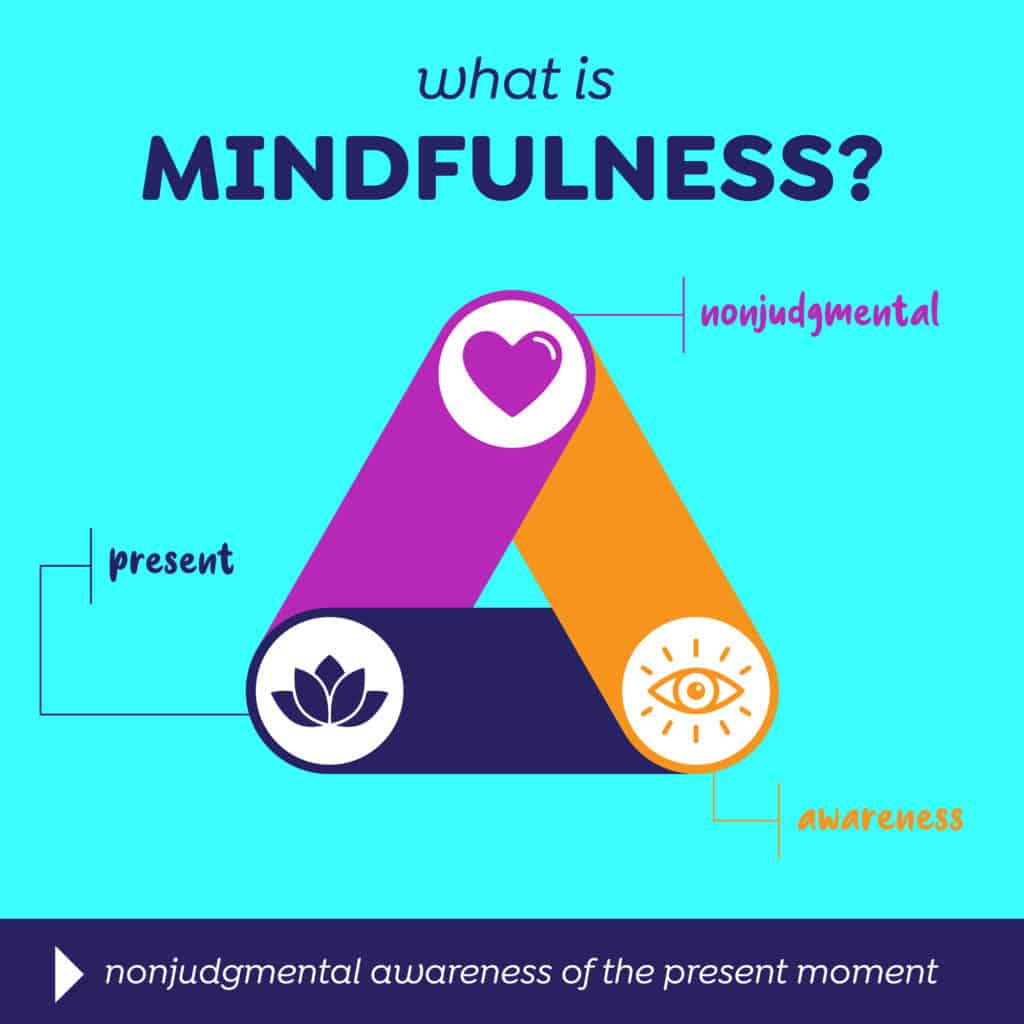 what is
MINDFULNESS?
nonjudgmental
present
awareness
nonjudgmental awareness of the present moment